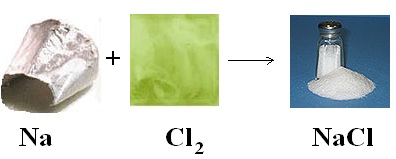 + →
Na Cl₂ NaCl